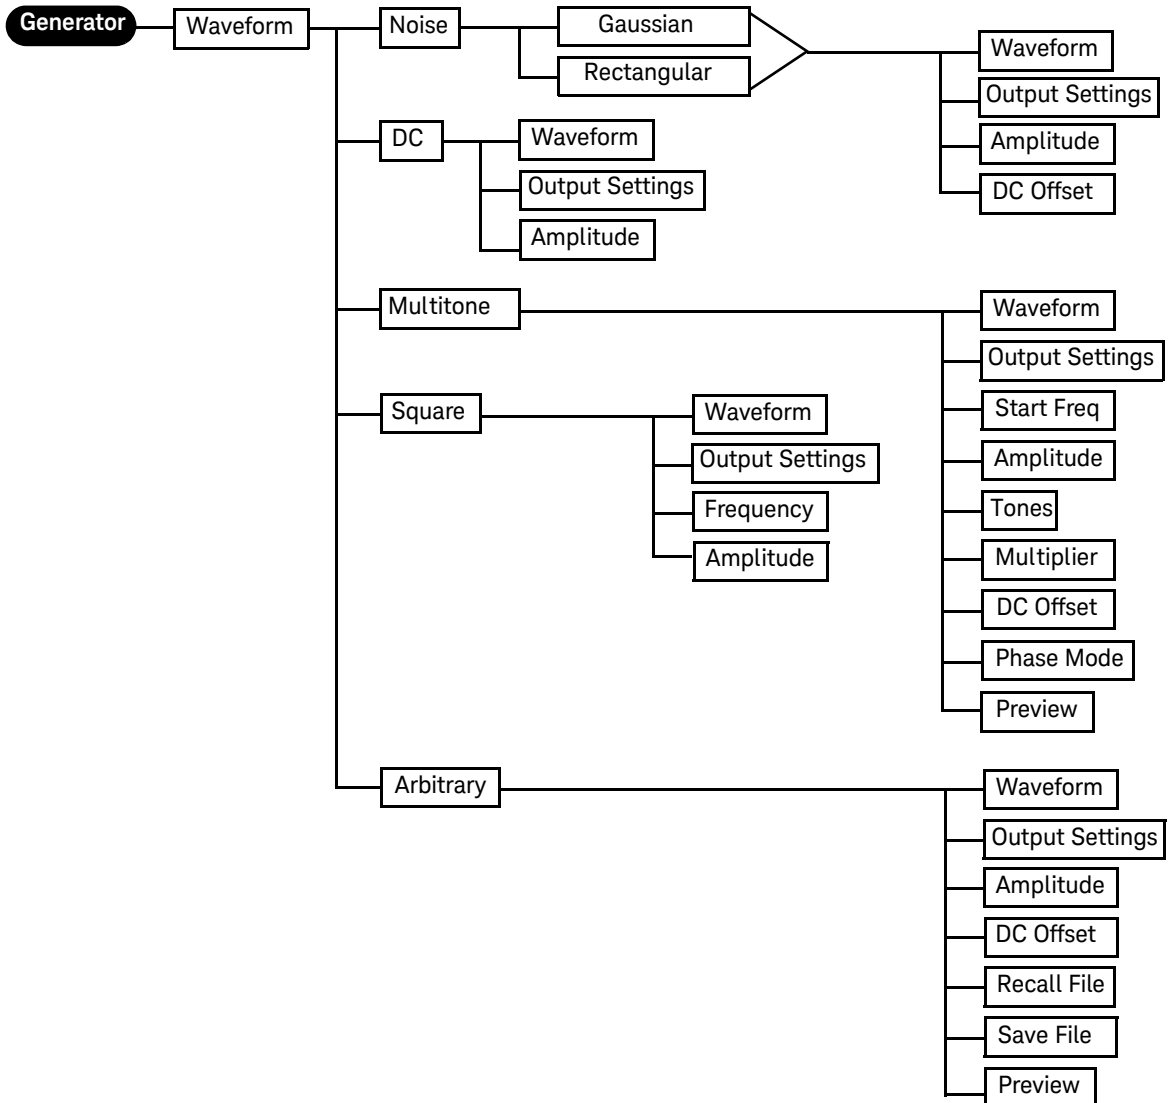 Generator
Waveform
Noise
Gaussian
Rectangular
Waveform
Output Settings
Amplitude
DC Offset
DC
Waveform
Output Settings
Amplitude
Multitone
Waveform
Output Settings
Start Freq
Amplitude
Tones
Multiplier
DC Offset
Phase Mode
Preview
Square
Waveform
Output Settings
Frequency
Amplitude
Arbitrary
Waveform
Output Settings
Amplitude
DC Offset
Recall File
Save File
Preview